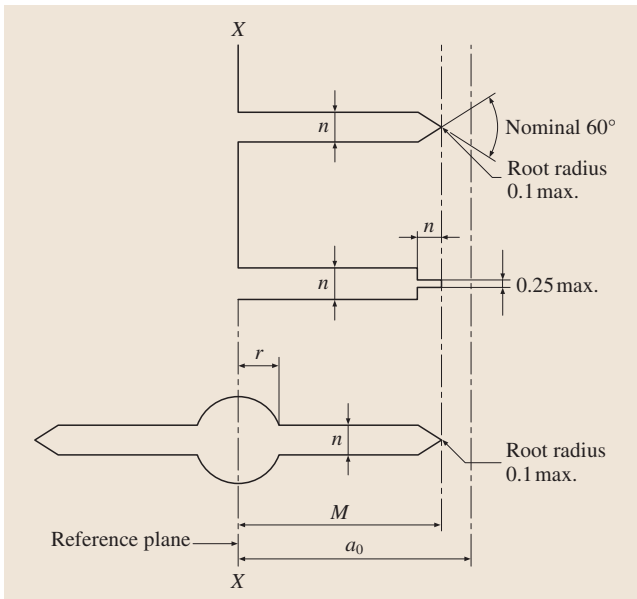 X
n
Nominal 60°
Root radius
0.1 max.
n
n
0.25 max.
r
n
Root radius
0.1 max.
M
Reference plane
a0
X